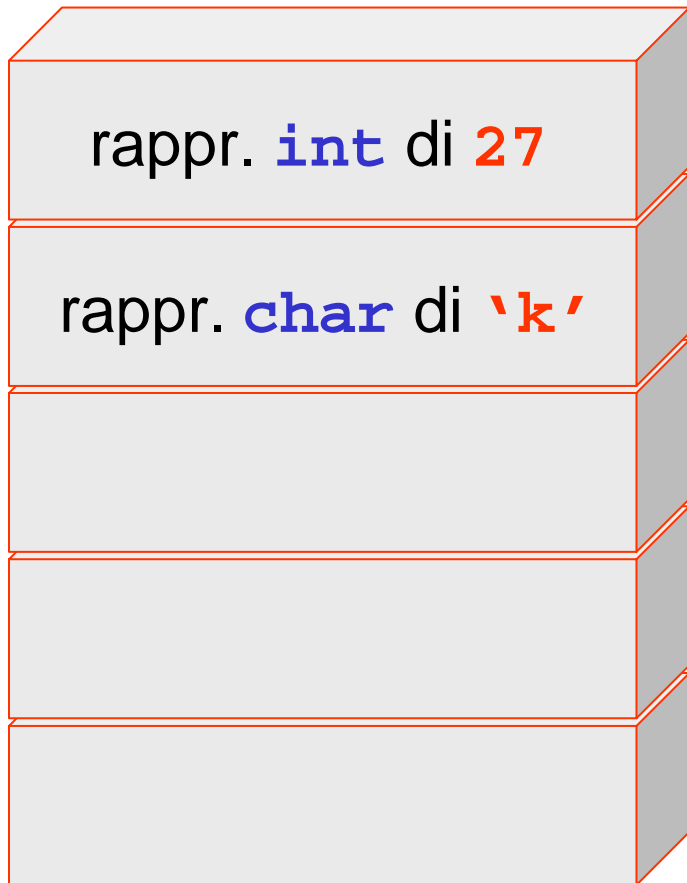 rappr. int di 27
rappr. char di ‘k’